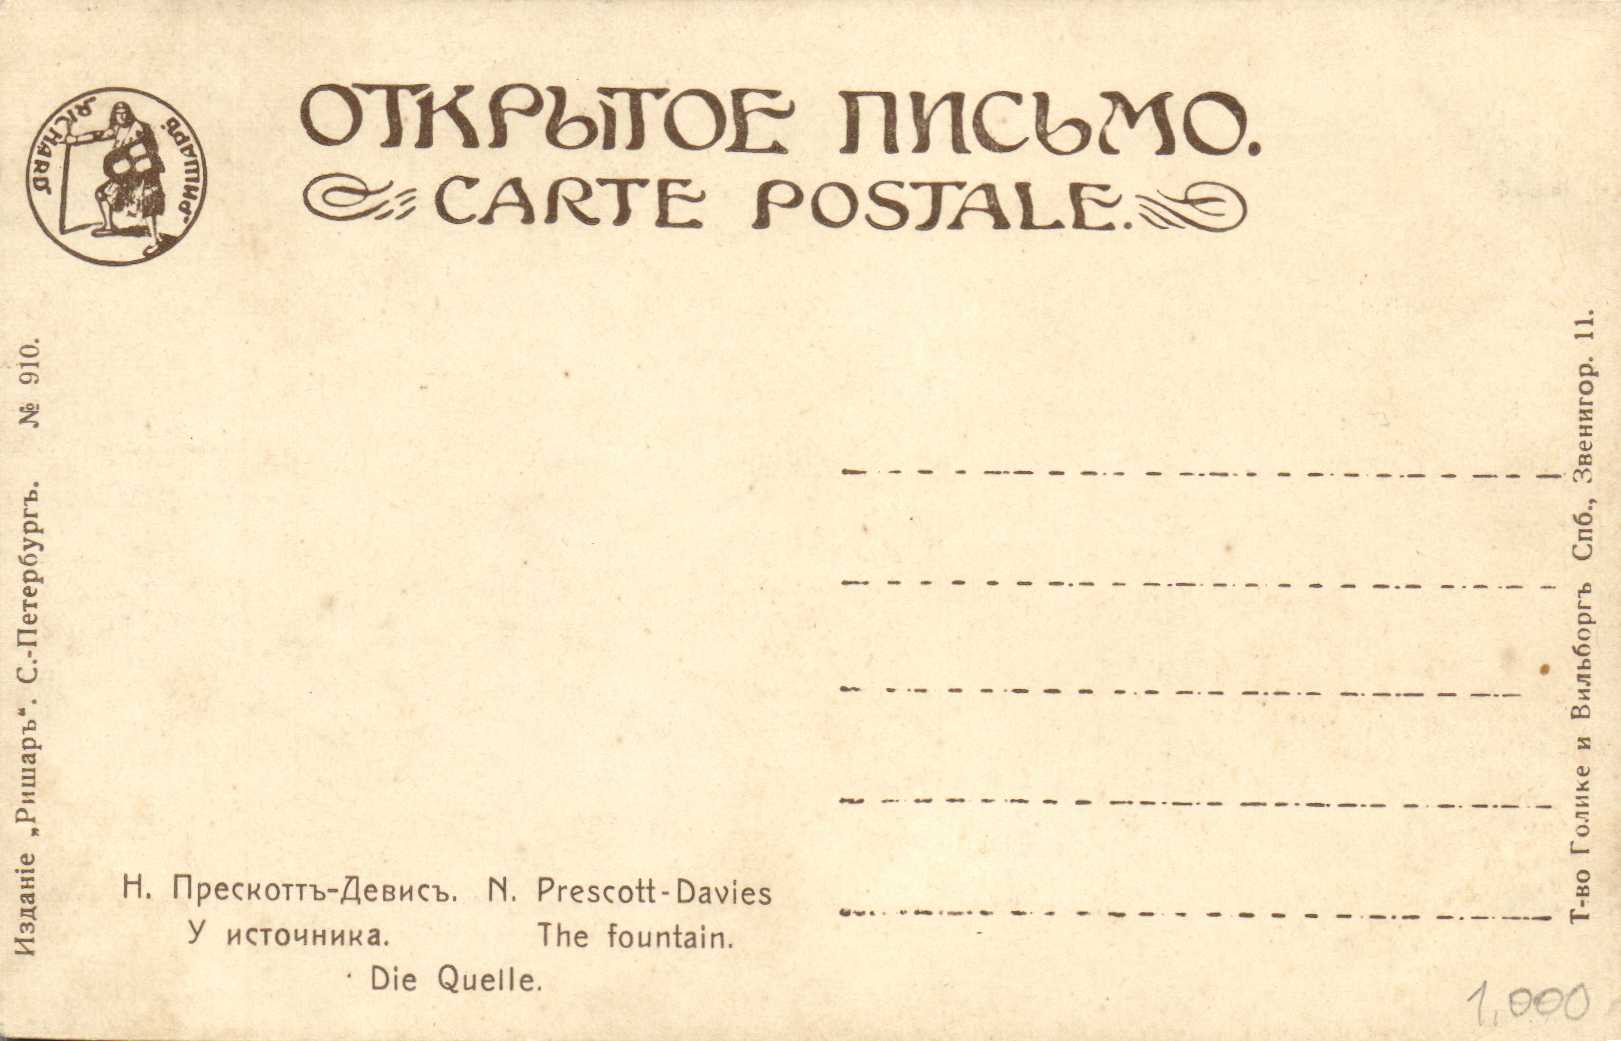 ОТКРЫТОЕ ПИСЬМО.
CARTE POSTALE.
„RICHARD“
„РИШАРЪ“
Изданіе „Ришаръ“. С.-Петербургъ. № 910.
Т-во Голике и Вильборгъ Спб., Звенигор. 11.
Н. Прескоттъ-Девисъ. N. Prescott-Davies
У источника. The fountain.
Die Quelle.
1,000